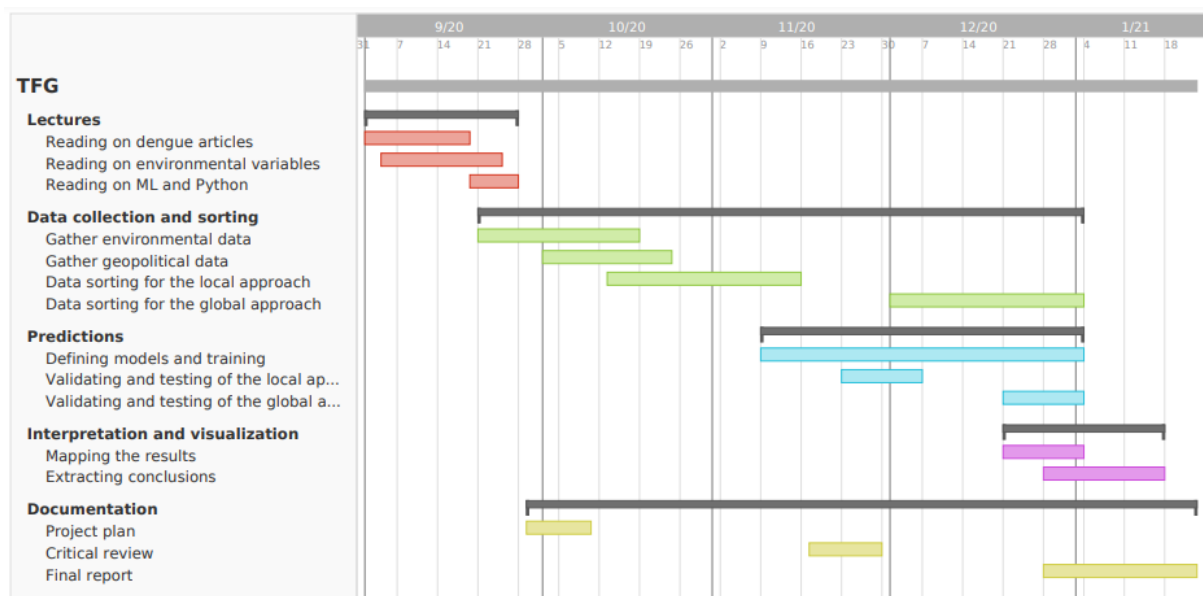 9/20 10/20 11/20 12/20 1/21
31 7 14 21 28 5 12 19 26 2 9 16 23 30 7 14 21 28 4 11 18
TFG
Lectures
Reading on dengue articles
Reading on environmental variables
Reading on ML and Python
Data collection and sorting
Gather environmental data
Gather geopolitical data
Data sorting for the local approach
Data sorting for the global approach
Predictions
Defining models and training
Validating and testing of the local ap...
Validating and testing of the global a...
Interpretation and visualization
Mapping the results
Extracting conclusions
Documentation
Project plan
Critical review
Final report